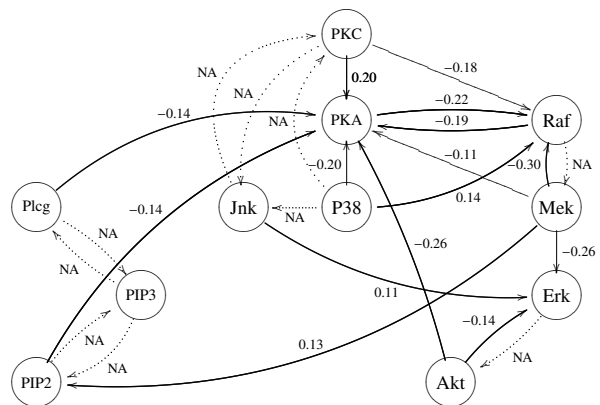 PKC
NA
−0.18
NA
0.20
−0.14
NA
−0.22
PKA
−0.19
Raf
−0.11
−0.20
−0.30
NA
Plcg
−0.14
Jnk
NA
P38
0.14
Mek
NA
−0.26
−0.26
NA
PIP3
0.11
Erk
NA
0.13
−0.14
NA
NA
PIP2
Akt